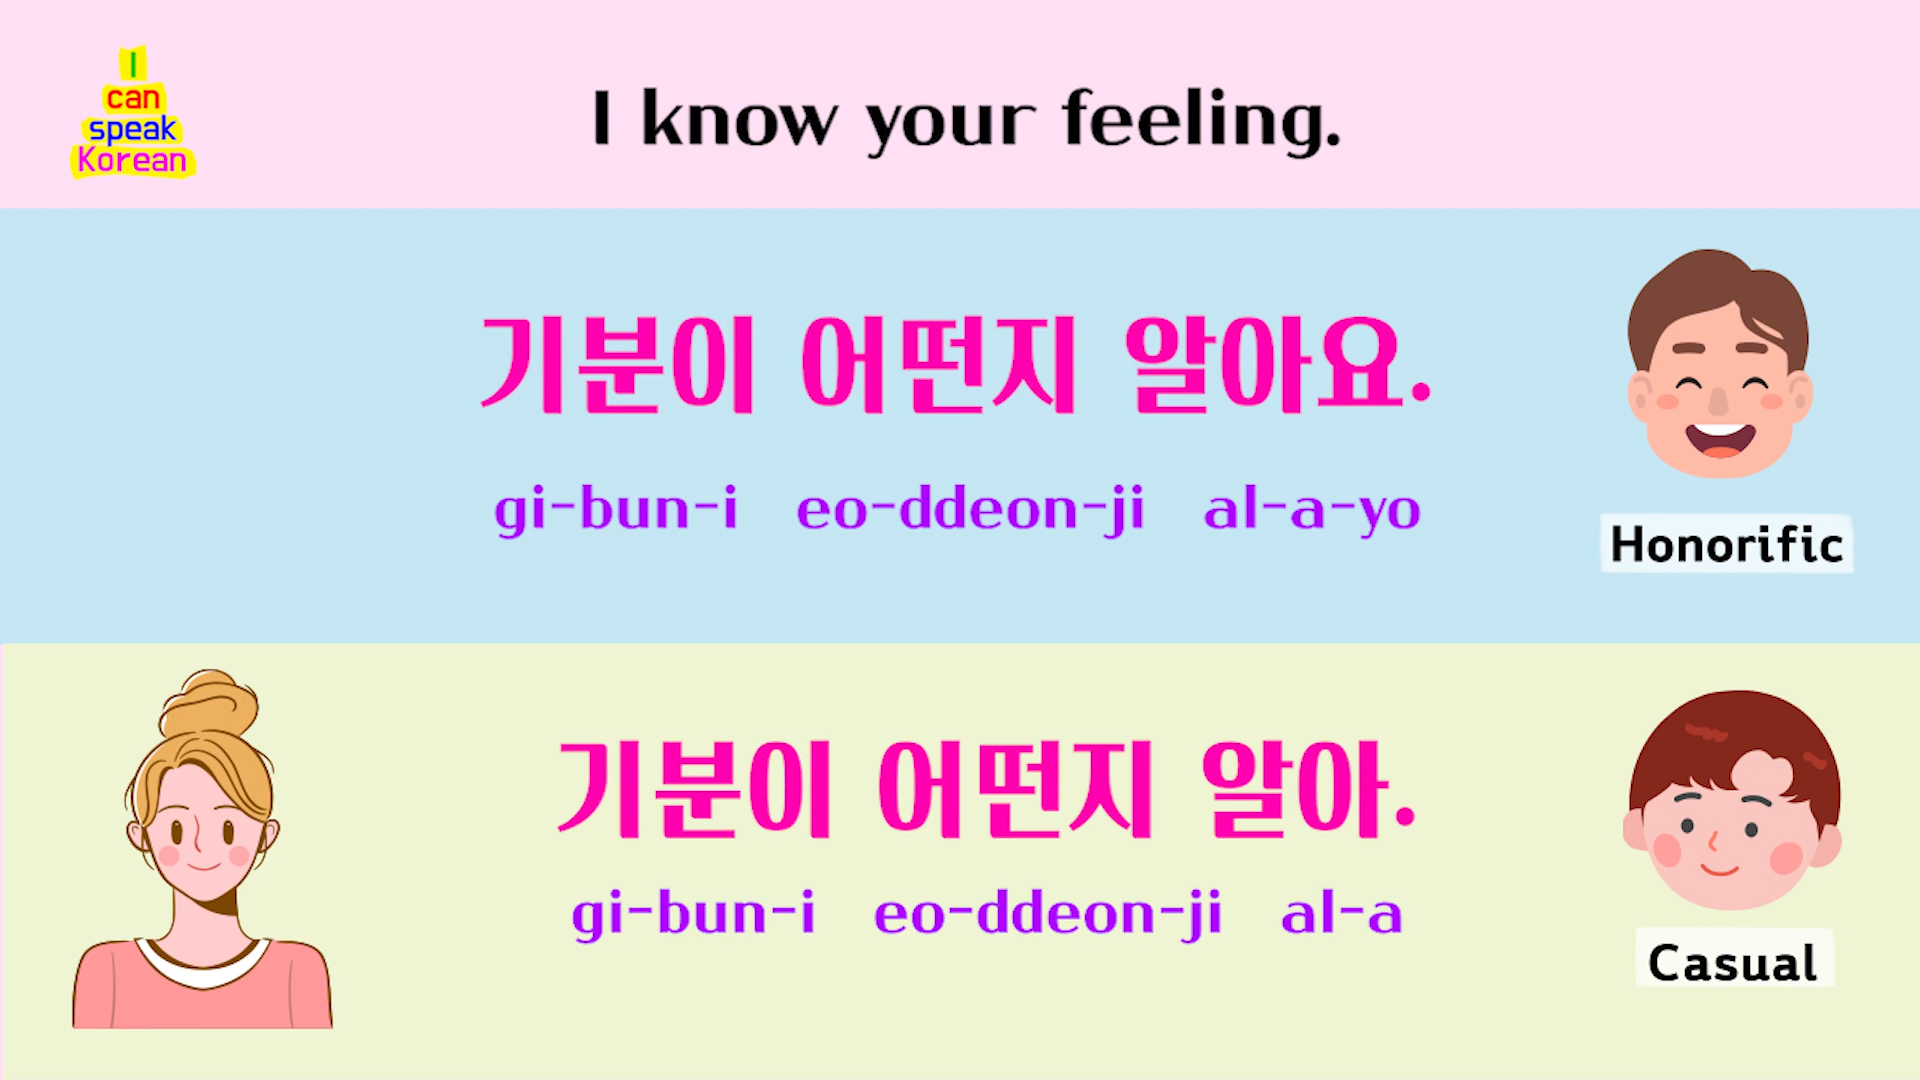 I
can
speak
Korean
I know your feeling.
기분이 어떤지 알아요.
gi-bun-i eo-ddeon-ji al-a-yo
Honorific
기분이 어떤지 알아.
gi-bun-i eo-ddeon-ji al-a
Casual